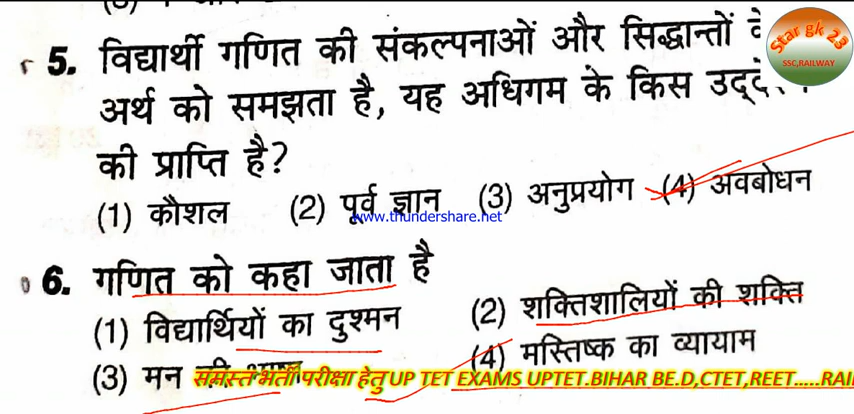 5. विद्यार्थी गणित की संकल्पनाओं और सिद्धान्तों
अर्थ को समझता है, यह अधिगम के किस
की प्राप्ति है?
(1) कौशल (2) पूर्व ज्ञान (3) अनुप्रयोग (4) अवबोधन
6. गणित को कहा जाता है
(1) विद्यार्थियों का दुश्मन (2) शक्तिशालियों की शक्ति
(3) मन की (4) मस्तिष्क का व्यायाम
Star gk 23
SSC,RAILWAY
www.thundershare.net
समस्त भर्ती परीक्षा हेतु UP TET EXAMS UPTET.BIHAR BE.D,CTET,REET.....RAI